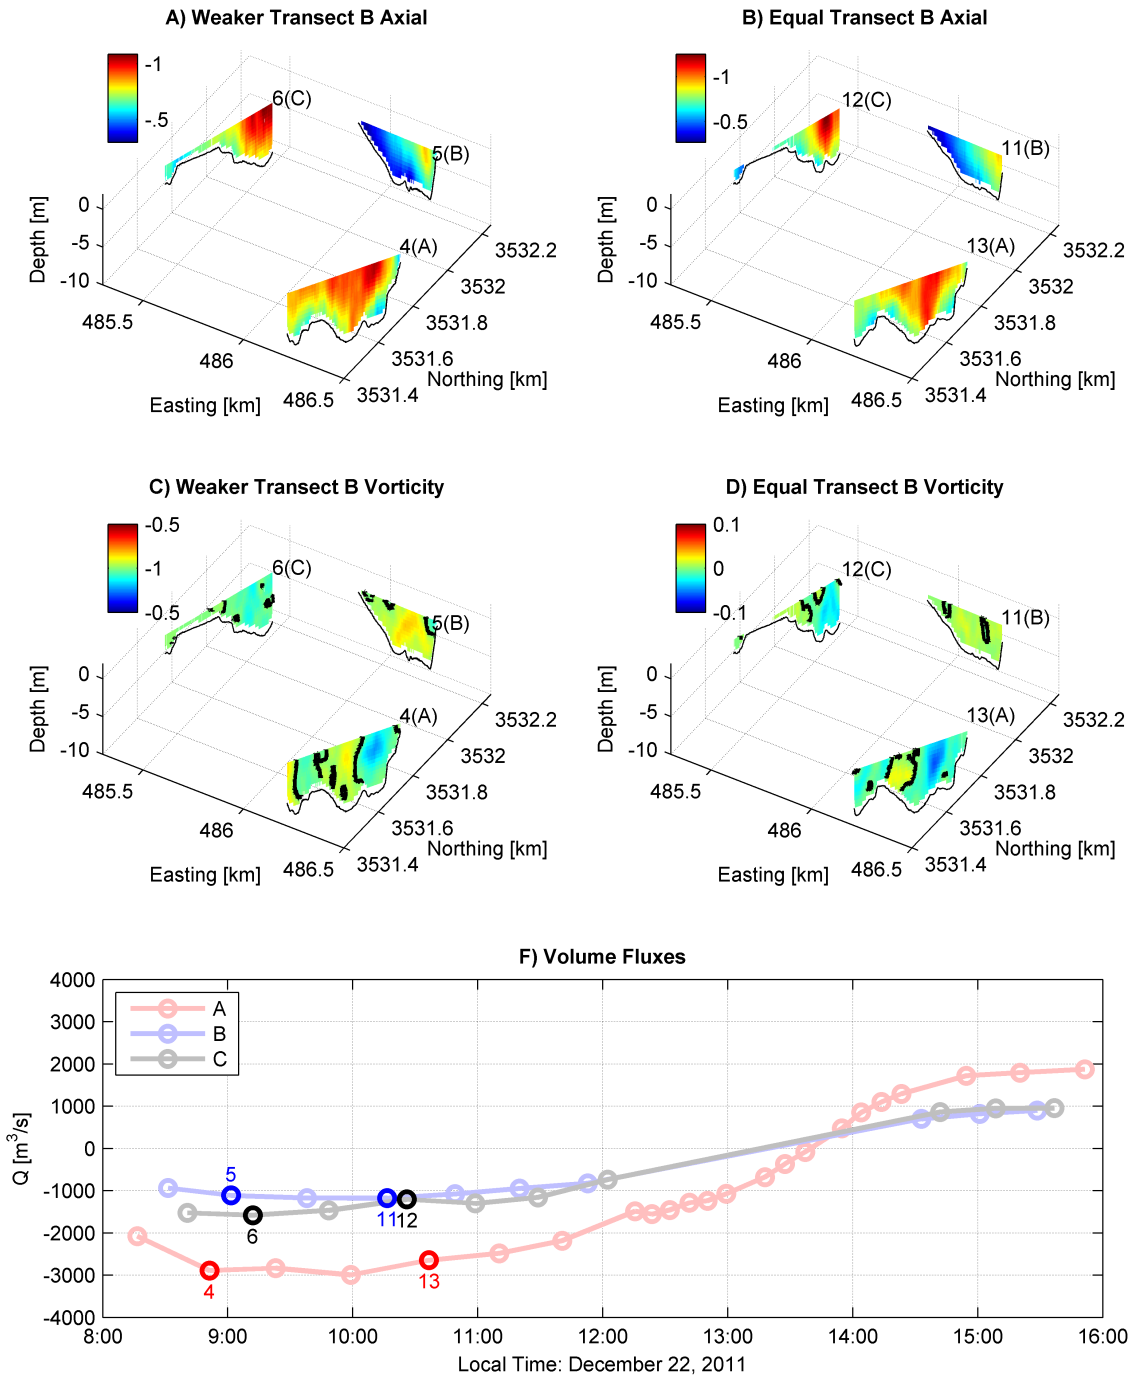 A) Weaker Transect B Axial
-1
-.5
6(C)
5(B)
4(A)
0
-5
-10
Depth [m]
485.5
486
486.5
Easting [km]
3532.2
3532
3531.8
3531.6
3531.4
Northing [km]
B) Equal Transect B Axial
-1
-0.5
12(C)
11(B)
13(A)
0
-5
-10
Depth [m]
485.5
486
486.5
Easting [km]
3532.2
3532
3531.8
3531.6
3531.4
Northing [km]
C) Weaker Transect B Vorticity
-0.5
-1
-0.5
6(C)
5(B)
4(A)
0
-5
-10
Depth [m]
485.5
486
486.5
Easting [km]
3532.2
3532
3531.8
3531.6
3531.4
Northing [km]
D) Equal Transect B Vorticity
0.1
0
-0.1
12(C)
11(B)
13(A)
0
-5
-10
Depth [m]
485.5
486
486.5
Easting [km]
3532.2
3532
3531.8
3531.6
3531.4
Northing [km]
F) Volume Fluxes
4000
3000
2000
1000
0
-1000
-2000
-3000
-4000
Q [m³/s]
A
B
C
5
6
4
11
12
13
8:00 9:00 10:00 11:00 12:00 13:00 14:00 15:00 16:00
Local Time: December 22, 2011